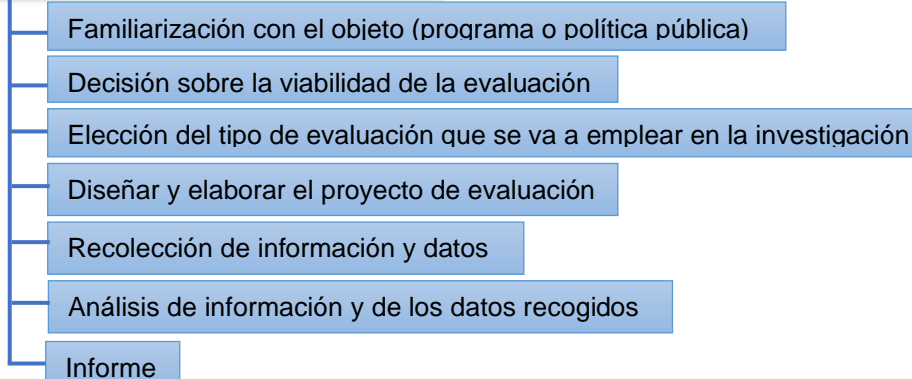 Familiarización con el objeto (programa o política pública)
Decisión sobre la viabilidad de la evaluación
Elección del tipo de evaluación que se va a emplear en la investigación
Diseñar y elaborar el proyecto de evaluación
Recolección de información y datos
Análisis de información y de los datos recogidos
Informe